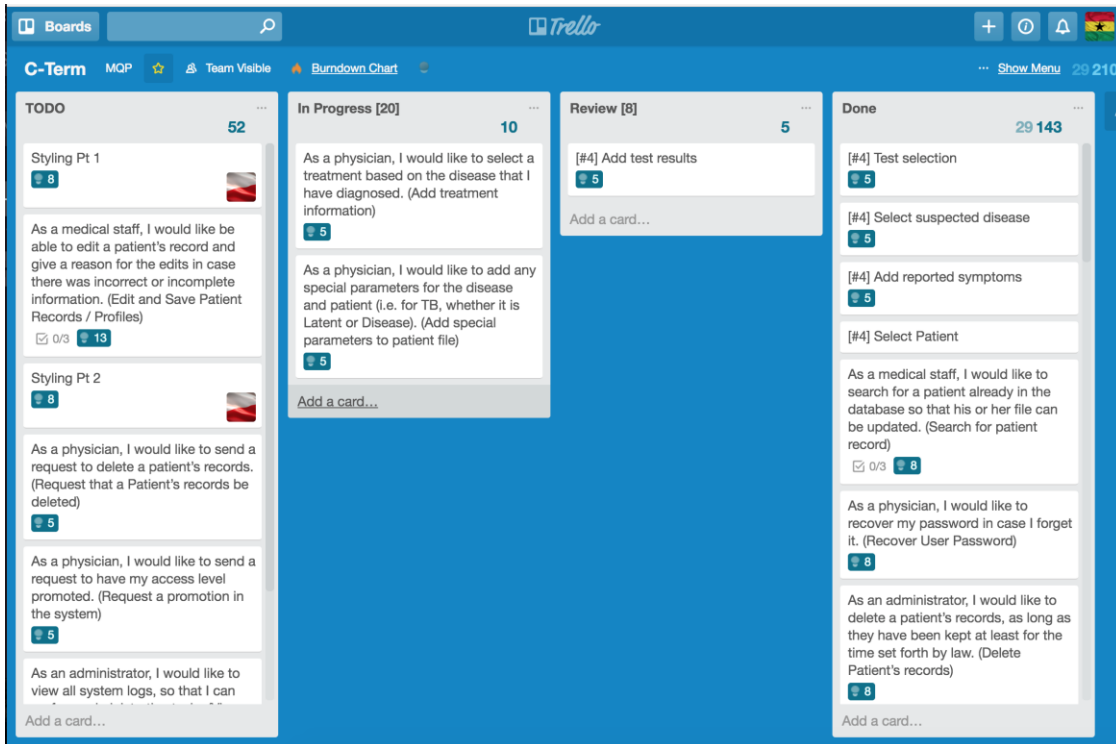 Boards
Trello
C-Term
MQP
Team Visible
Burndown Chart
... Show Menu
29 210
TODO
...
52
Styling Pt 1
8
As a medical staff, I would like be
able to edit a patient's record and
give a reason for the edits in case
there was incorrect or incomplete
information. (Edit and Save Patient
Records / Profiles)
0/3 13
Styling Pt 2
8
As a physician, I would like to send a
request to delete a patient's records.
(Request that a Patient's records be
deleted)
5
As a physician, I would like to send a
request to have my access level
promoted. (Request a promotion in
the system)
5
As an administrator, I would like to
view all system logs, so that I can
Add a card...
In Progress [20]
...
10
As a physician, I would like to select a
treatment based on the disease that I
have diagnosed. (Add treatment
information)
5
As a physician, I would like to add any
special parameters for the disease
and patient (i.e. for TB, whether it is
Latent or Disease). (Add special
parameters to patient file)
5
Add a card...
Review [8]
...
5
[#4] Add test results
5
Add a card...
Done
...
29 143
[#4] Test selection
5
[#4] Select suspected disease
5
[#4] Add reported symptoms
5
[#4] Select Patient
As a medical staff, I would like to
search for a patient already in the
database so that his or her file can
be updated. (Search for patient
record)
0/3 8
As a physician, I would like to
recover my password in case I forget
it. (Recover User Password)
8
As an administrator, I would like to
delete a patient's records, as long as
they have been kept at least for the
time set forth by law. (Delete
Patient's records)
8
Add a card...